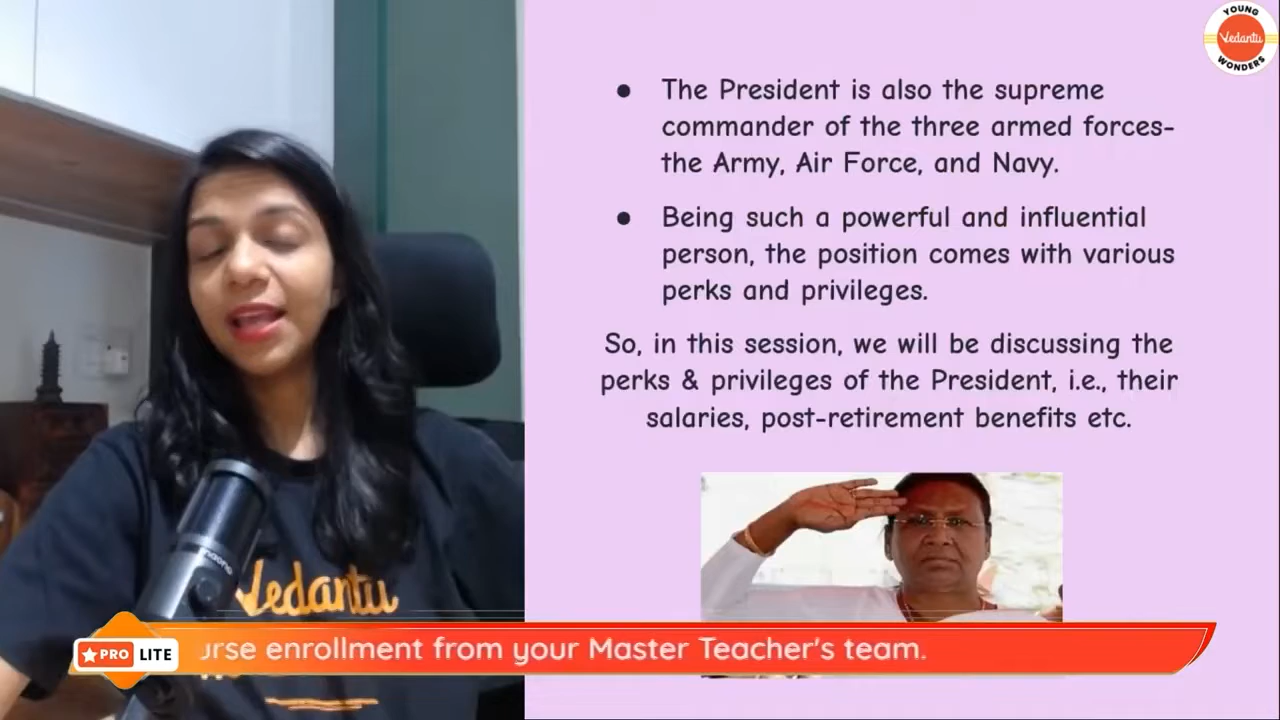 YOUNG
Vedantu
WONDERS
● The President is also the supreme
commander of the three armed forces-
the Army, Air Force, and Navy.
● Being such a powerful and influential
person, the position comes with various
perks and privileges.
So, in this session, we will be discussing the
perks & privileges of the President, i.e., their
salaries, post-retirement benefits etc.
maono
Vedantu
PRO LITE
urse enrollment from your Master Teacher's team.